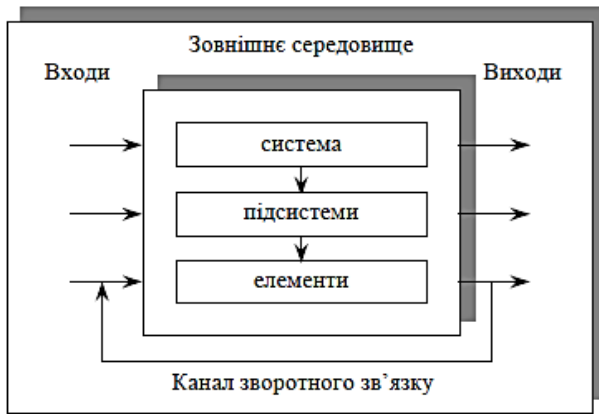 Зовнішнє середовище
Входи
Виходи
система
підсистеми
елементи
Канал зворотного зв’язку